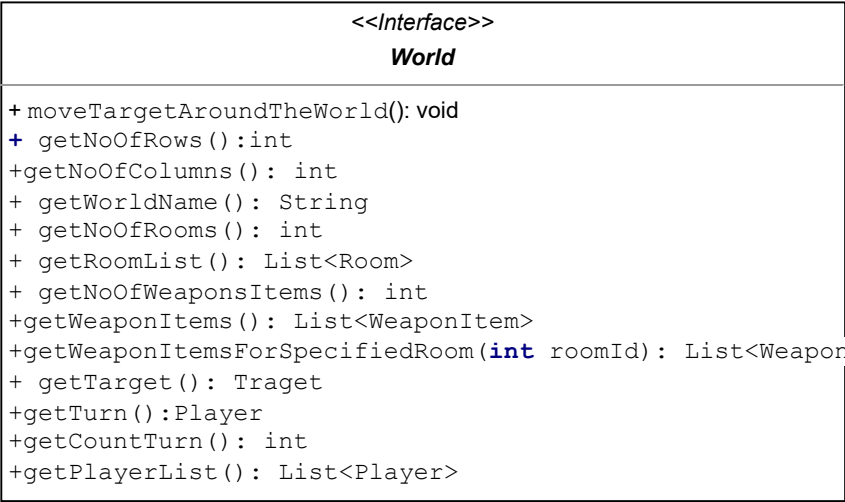 <<Interface>>
World
+ moveTargetAroundTheWorld(): void
+ getNoOfRows():int
+getNoOfColumns(): int
+ getWorldName(): String
+ getNoOfRooms(): int
+ getRoomList(): List<Room>
+ getNoOfWeaponsItems(): int
+getWeaponItems(): List<WeaponItem>
+getWeaponItemsForSpecifiedRoom(int roomId): List<Weapon
+ getTarget(): Traget
+getTurn():Player
+getCountTurn(): int
+getPlayerList(): List<Player>